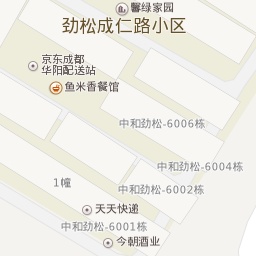 馨绿家园
劲松成仁路小区
京东成都
华阳配送站
鱼米香餐馆
中和劲松-6006栋
中和劲松-6004栋
1幢
中和劲松-6002栋
天天快递
中和劲松-6001栋
今朝酒业